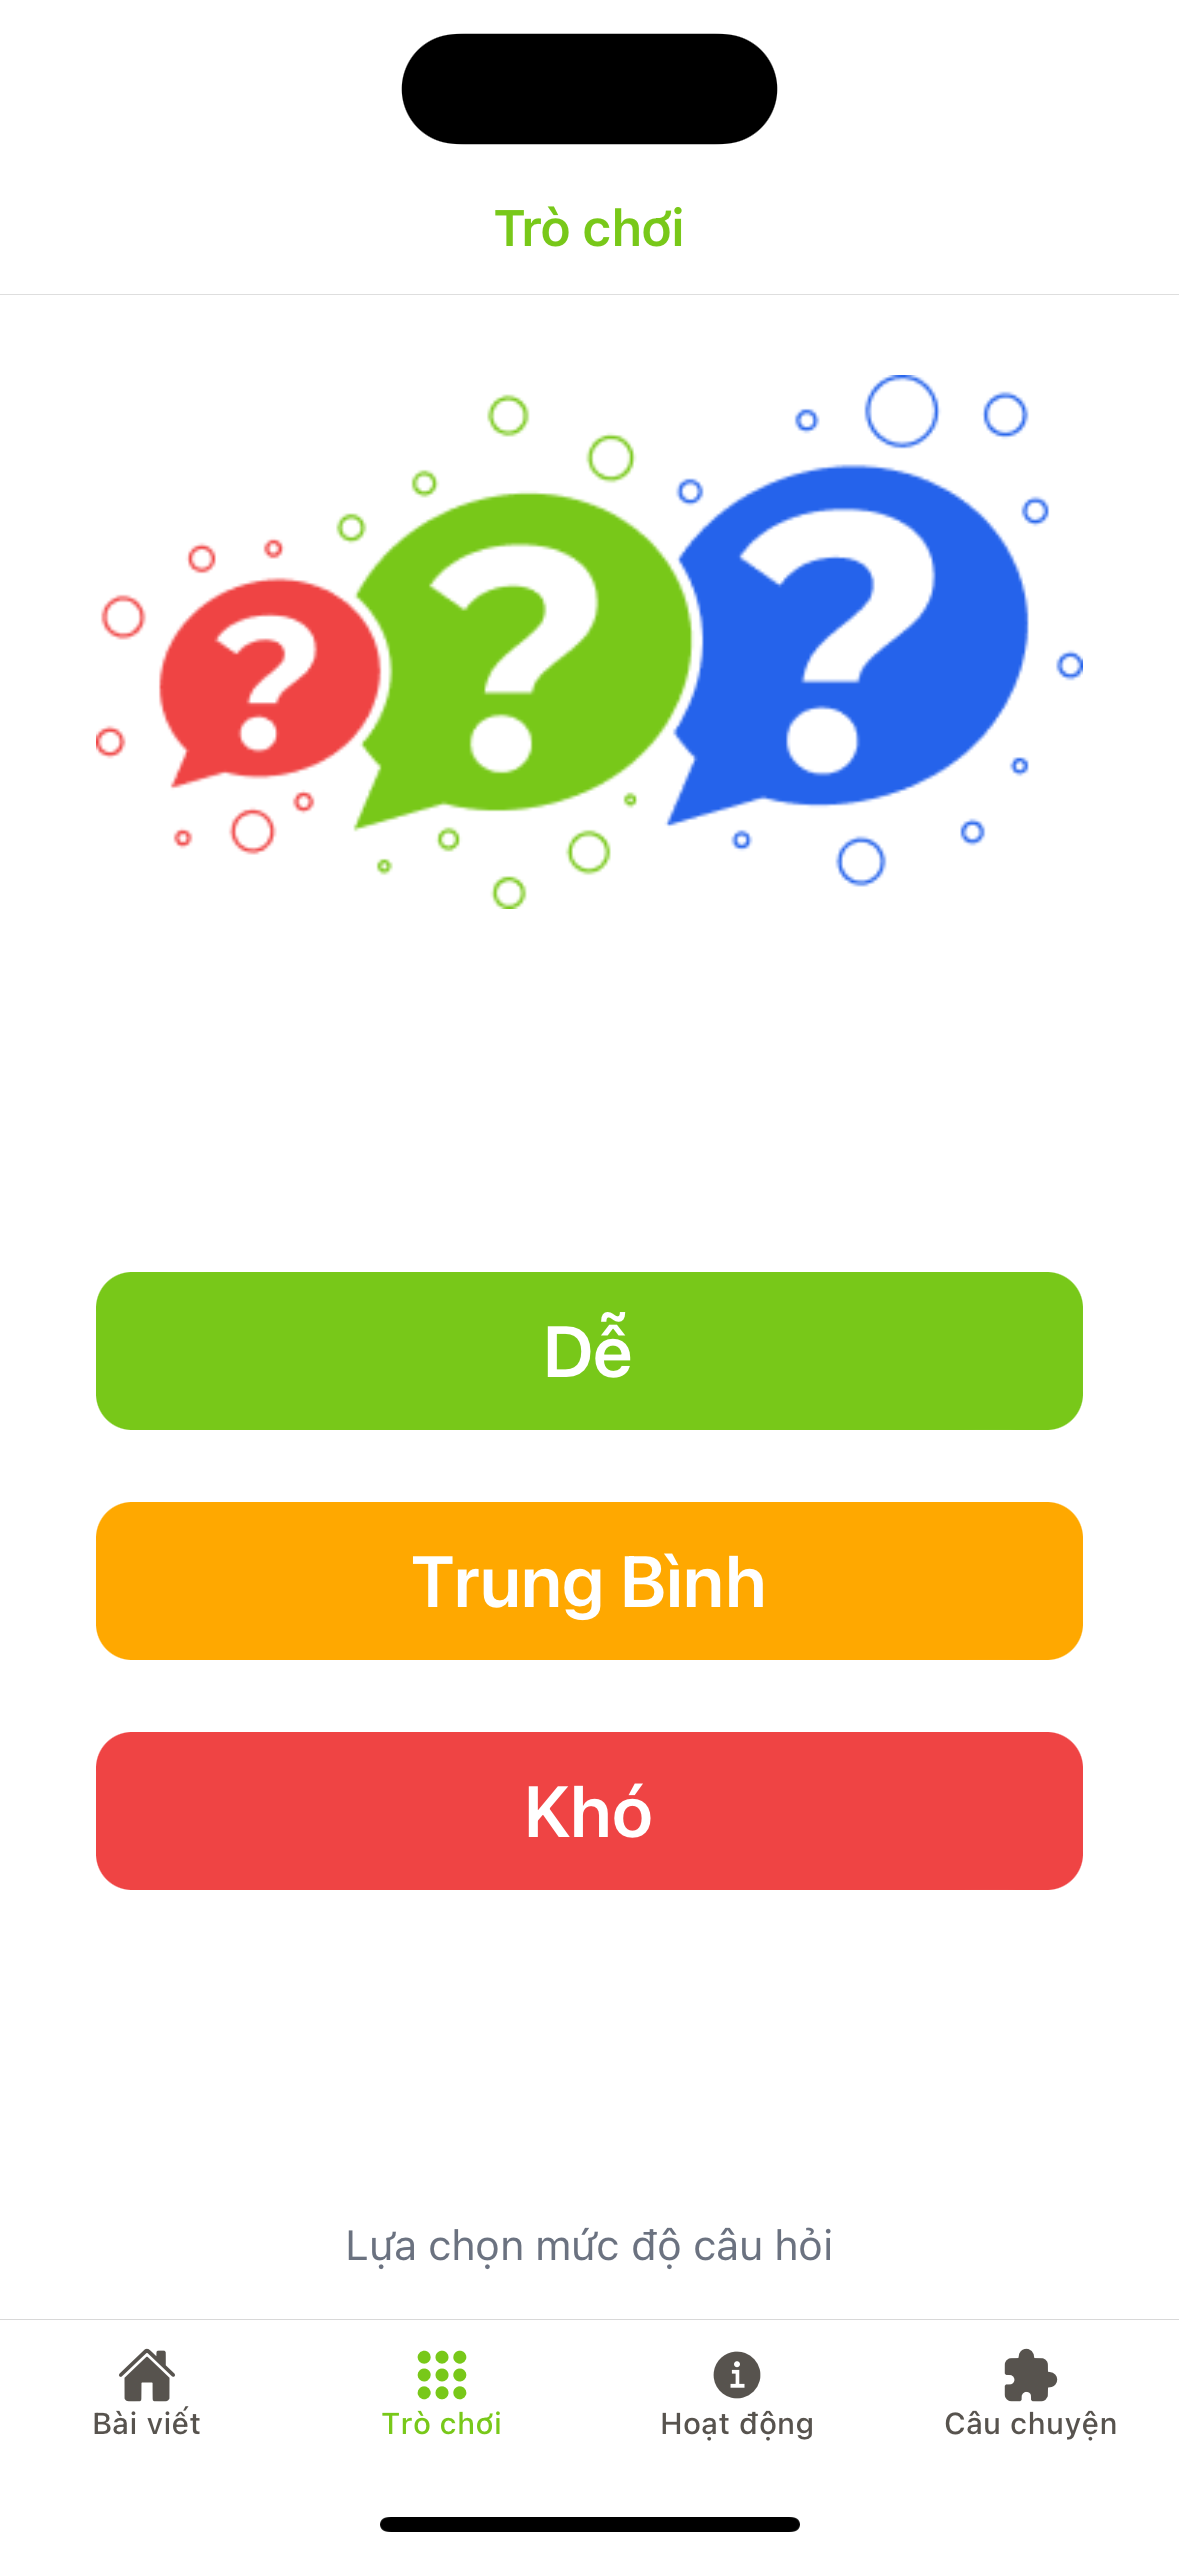 Trò chơi
? ? ?
Dễ
Trung Bình
Khó
Lựa chọn mức độ câu hỏi
Bài viết
Trò chơi
Hoạt động
Câu chuyện